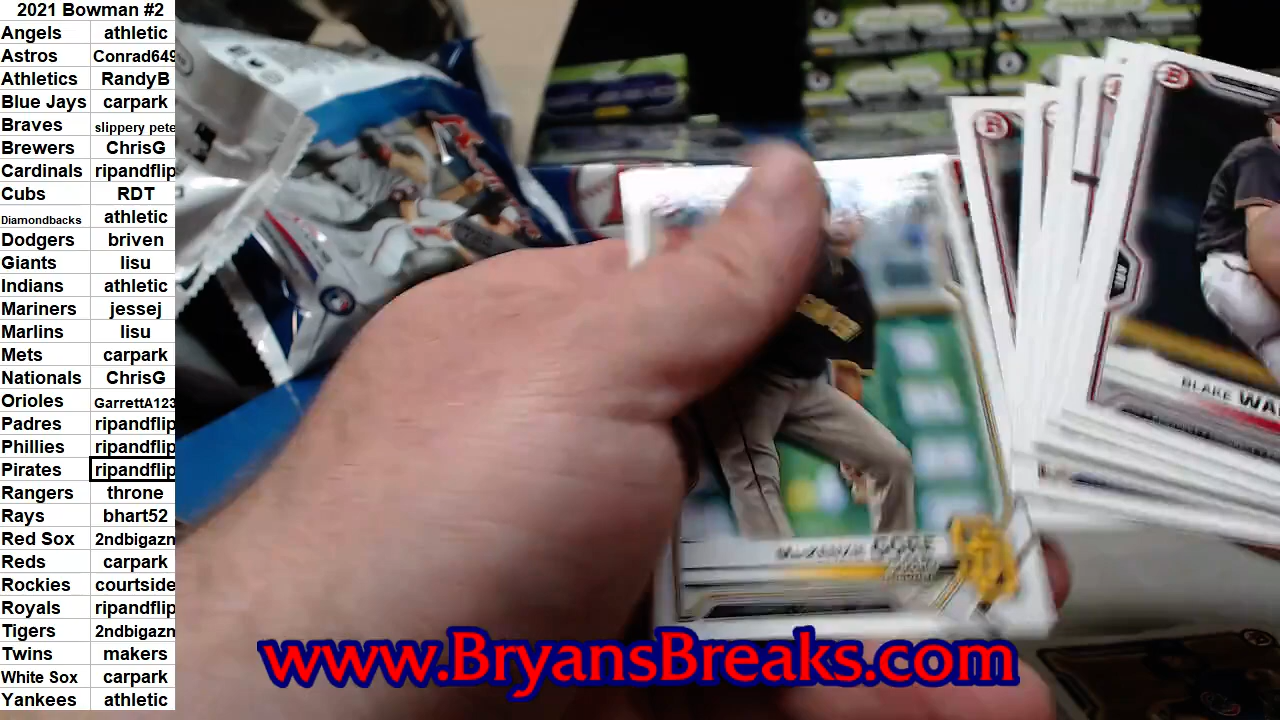 2021 Bowman #2
Angels athletic
Astros Conrad649
Athletics RandyB
Blue Jays carpark
Braves slippery pete
Brewers ChrisG
Cardinals ripandflip
Cubs RDT
Diamondbacks athletic
Dodgers briven
Giants lisu
Indians athletic
Mariners jessej
Marlins lisu
Mets carpark
Nationals ChrisG
Orioles GarrettA123
Padres ripandflip
Phillies ripandflip
Pirates ripandflip
Rangers throne
Rays bhart52
Red Sox 2ndbigazn
Reds carpark
Rockies courtside
Royals ripandflip
Tigers 2ndbigazn
Twins makers
White Sox carpark
Yankees athletic
BLAKE WA
MACKENZIE GORE
www.BryansBreaks.com